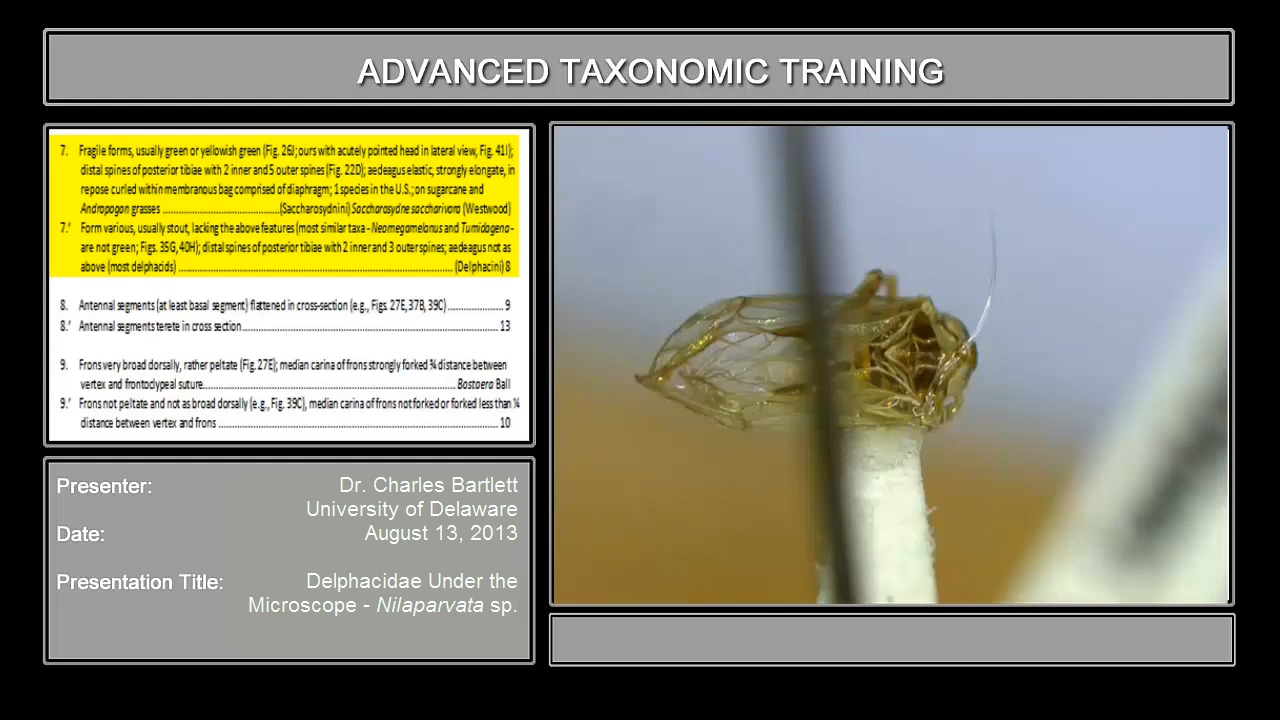 ADVANCED TAXONOMIC TRAINING
7. Fragile forms, usually green or yellowish green (Fig. 26J; ours with acutely pointed head in lateral view, Fig. 41I);
distal spines of posterior tibiae with 2 inner and 5 outer spines (Fig. 22D); aedeagus elastic, strongly elongate, in
repose curled within membranous bag comprised of diaphragm; 1 species in the U.S.; on sugarcane and
Andropogon grasses ................................(Saccharosydnini) Saccharosydne saccharivora (Westwood)
7.' Form various, usually stout, lacking the above features (most similar taxa - Neomegamelanus and Tumidagena -
are not green; Figs. 35G, 40H); distal spines of posterior tibiae with 2 inner and 3 outer spines; aedeagus not as
above (most delphacids) ........................................................................ (Delphacini) 8
8. Antennal segments (at least basal segment) flattened in cross-section (e.g., Figs. 27E, 37B, 39C) ................ 9
8.' Antennal segments terete in cross section .................................................................. 13
9. Frons very broad dorsally, rather peltate (Fig. 27E); median carina of frons strongly forked ¾ distance between
vertex and frontoclypeal suture................................................................ Bostaera Ball
9.' Frons not peltate and not as broad dorsally (e.g., Fig. 39C), median carina of frons not forked or forked less than ¼
distance between vertex and frons ........................................................................ 10
Presenter: Dr. Charles Bartlett
University of Delaware
Date: August 13, 2013
Presentation Title: Delphacidae Under the
Microscope - Nilaparvata sp.